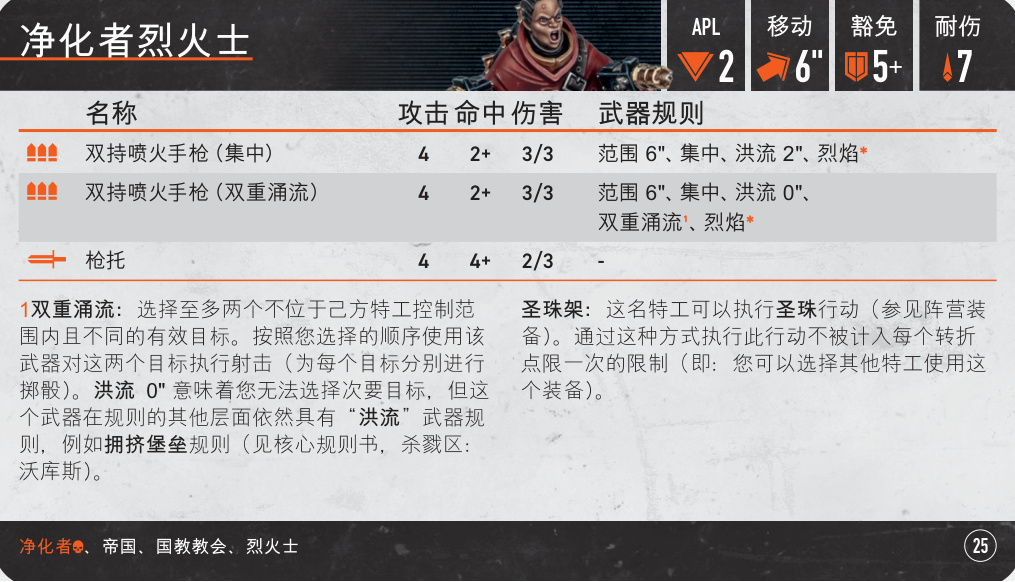 净化者烈火士
APL 移动 豁免 耐伤
2 6" 5+ 7
名称 攻击 命中 伤害 武器规则
双持喷火手枪（集中） 4 2+ 3/3 范围 6"、集中、洪流 2"、烈焰*
双持喷火手枪（双重涌流） 4 2+ 3/3 范围 6"、集中、洪流 0"、
双重涌流¹、烈焰*
枪托 4 4+ 2/3 -
1双重涌流：选择至多两个不位于己方特工控制范
围内且不同的有效目标。按照您选择的顺序使用该
武器对这两个目标执行射击（为每个目标分别进行
掷骰）。洪流 0" 意味着您无法选择次要目标，但这
个武器在规则的其他层面依然具有“洪流”武器规
则，例如拥挤堡垒规则（见核心规则书，杀戮区：
沃库斯）。
圣珠架：这名特工可以执行圣珠行动（参见阵营装
备）。通过这种方式执行此行动不被计入每个转折
点限一次的限制（即：您可以选择其他特工使用这
个装备）。
净化者、帝国、国教教会、烈火士
25